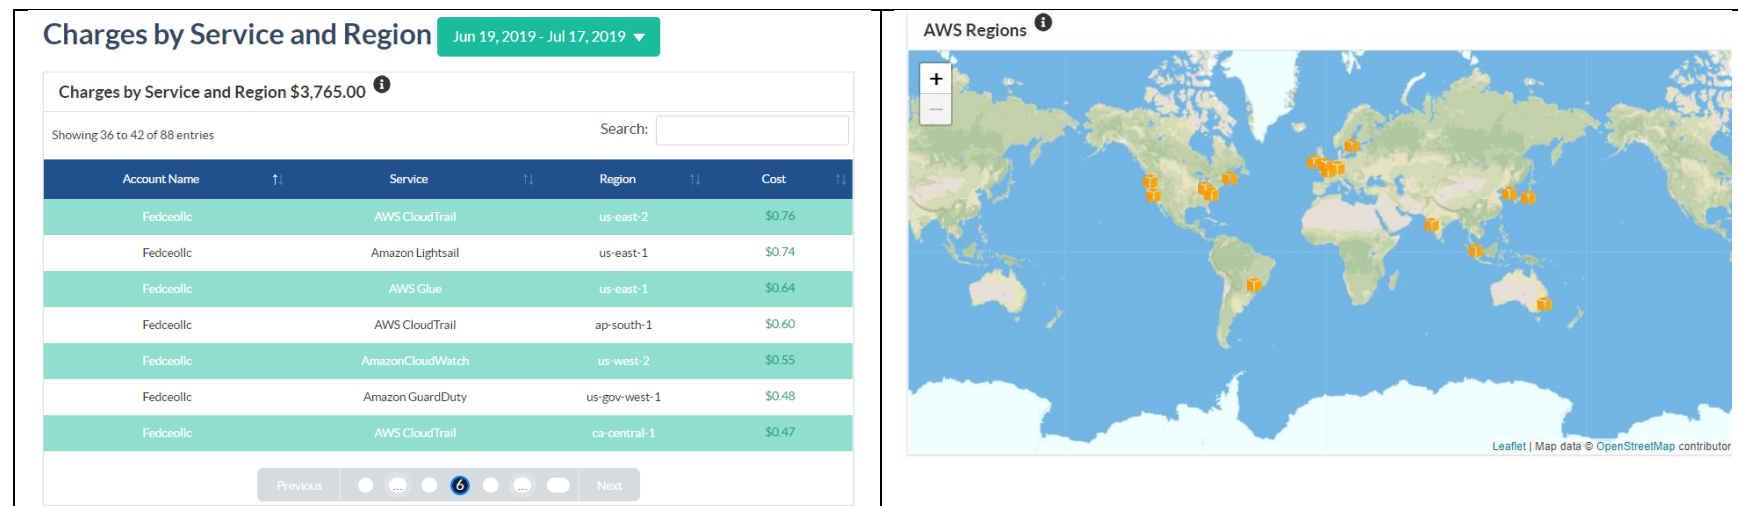 Charges by Service and Region Jun 19, 2019 - Jul 17, 2019
Charges by Service and Region $3,765.00
Showing 36 to 42 of 88 entries Search:
Account Name Service Region Cost
Fedceollc AWS CloudTrail us-east-2 $0.76
Fedceollc Amazon Lightsail us-east-1 $0.74
Fedceollc AWS Glue us-east-1 $0.64
Fedceollc AWS CloudTrail ap-south-1 $0.60
Fedceollc AmazonCloudWatch us-west-2 $0.55
Fedceollc Amazon GuardDuty us-gov-west-1 $0.48
Fedceollc AWS CloudTrail ca-central-1 $0.47
Previous ... 6 ... Next
AWS Regions
+
−
Leaflet | Map data © OpenStreetMap contributor